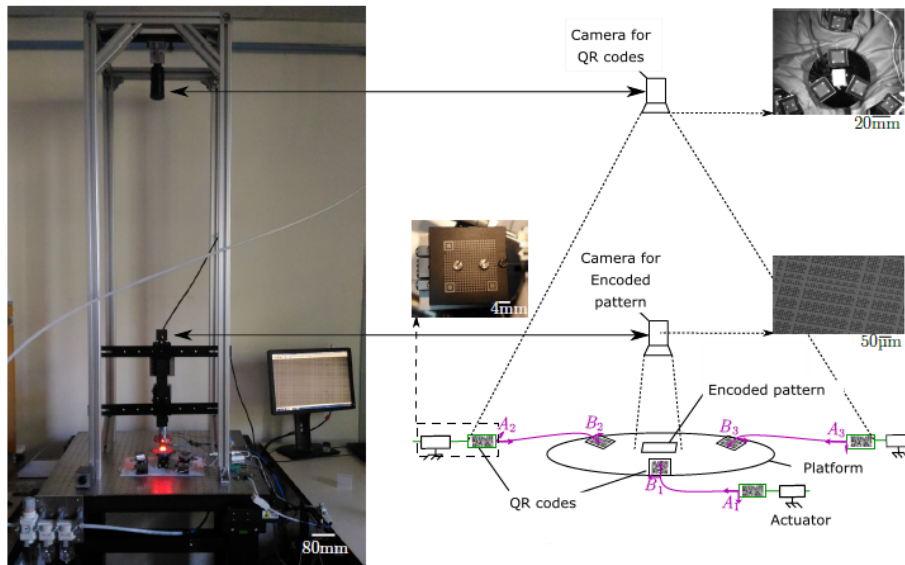 Camera for
QR codes
20mm
Camera for
Encoded
pattern
4mm
50µm
Encoded pattern
A₂
B₂
B₃
A₃
B₁
A₁
Platform
QR codes
Actuator
80mm